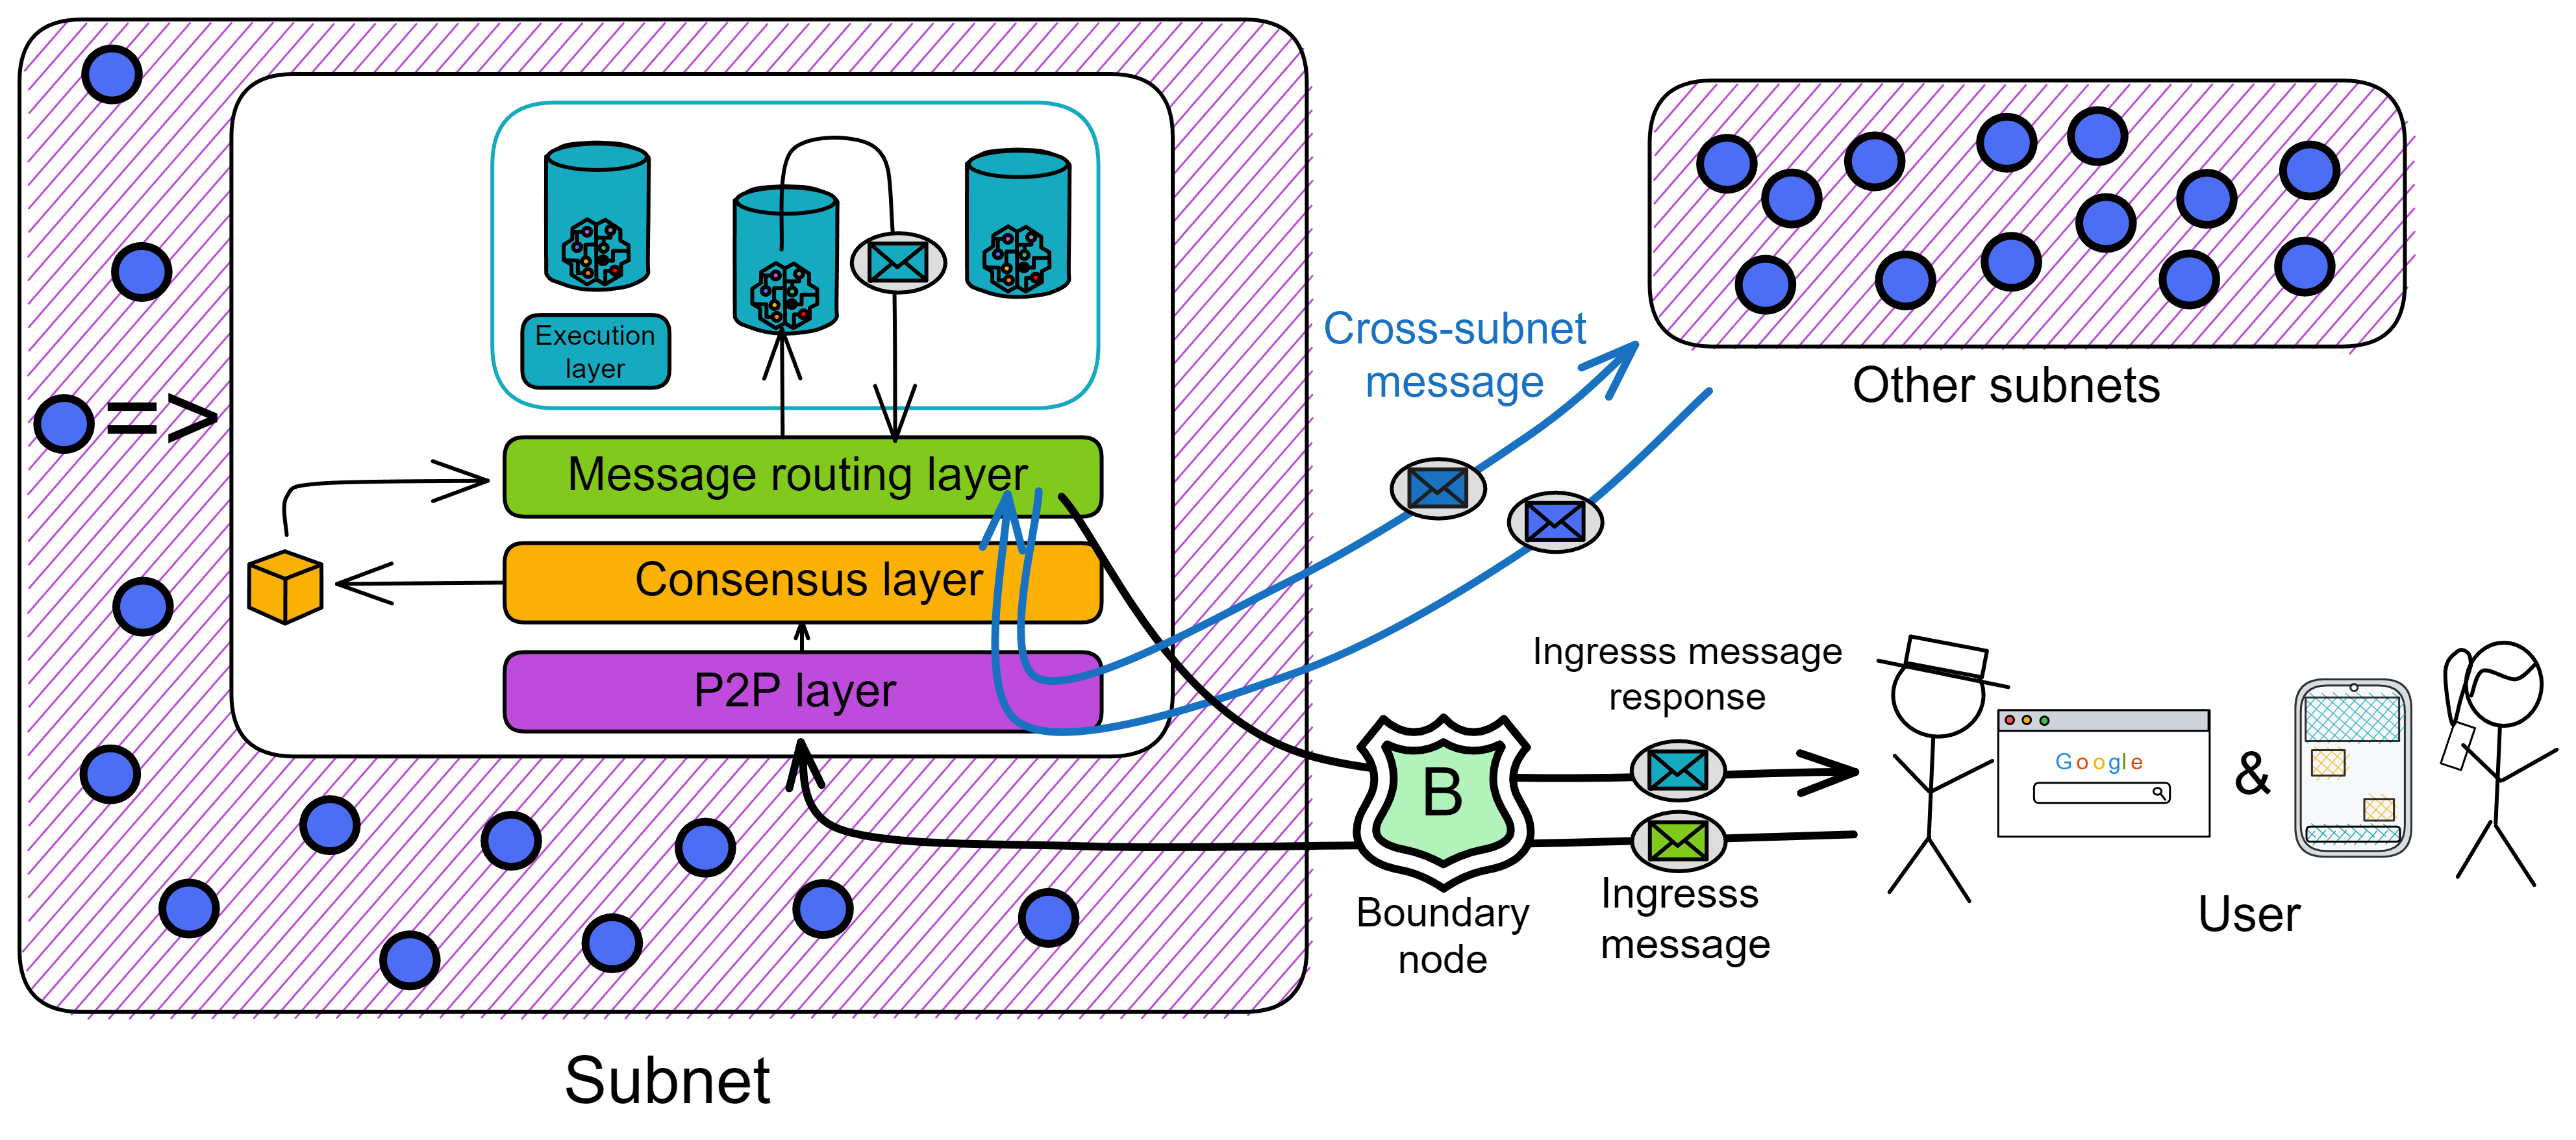 Execution
layer
=>
Message routing layer
Consensus layer
P2P layer
Subnet
Cross-subnet
message
Other subnets
Ingresss message
response
B
Boundary
node
Ingresss
message
Google
&
User